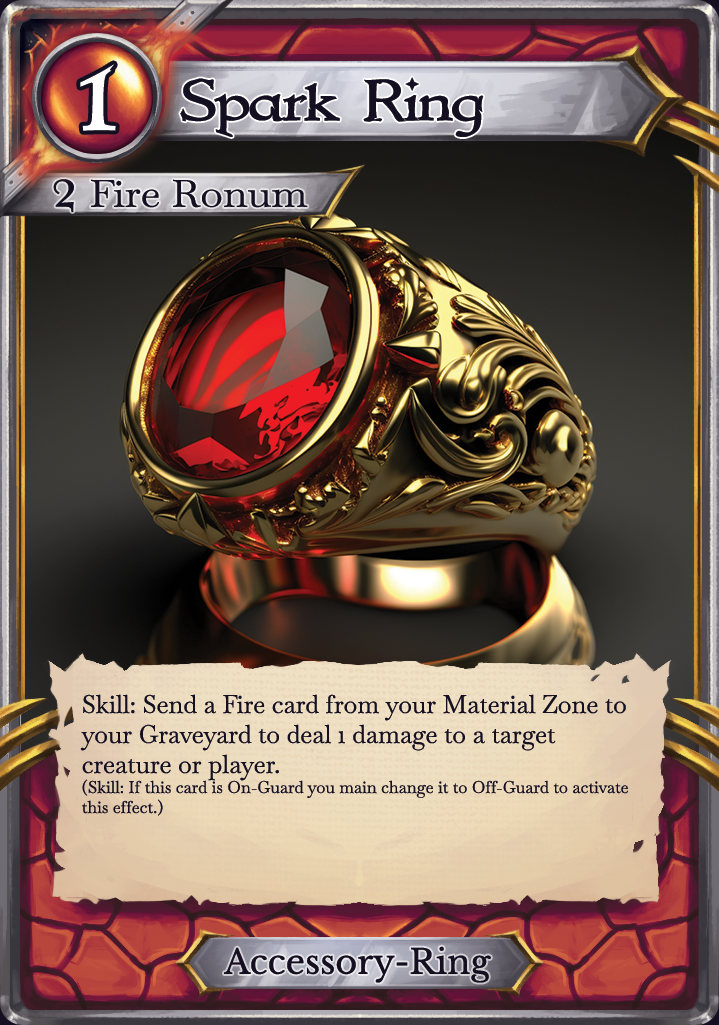 1
Spark Ring
2 Fire Ronum
Skill: Send a Fire card from your Material Zone to
your Graveyard to deal 1 damage to a target
creature or player.
(Skill: If this card is On-Guard you main change it to Off-Guard to activate
this effect.)
Accessory-Ring